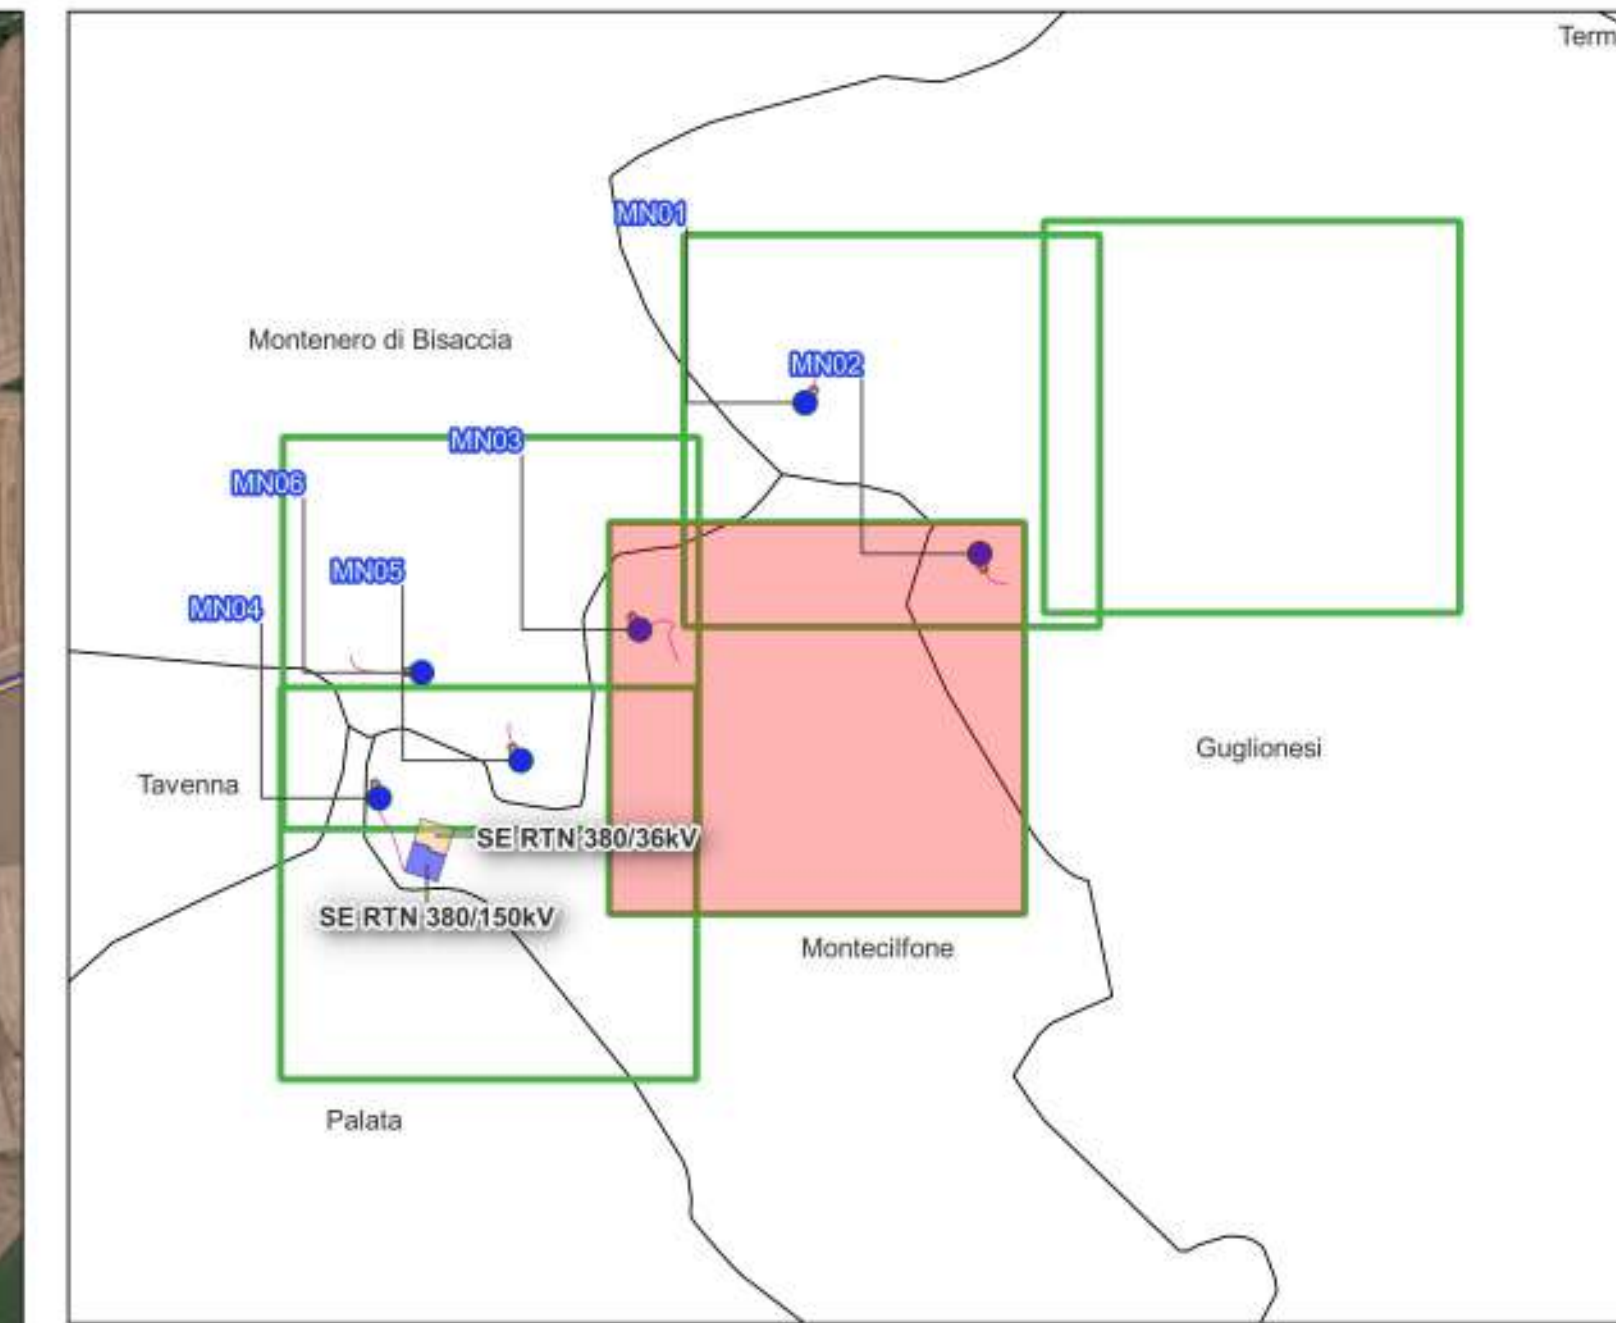 Term
MN01
Montenero di Bisaccia
MN02
MN03
MN06
MN05
MN04
Guglionesi
Tavenna
SE RTN 380/36kV
SE RTN 380/150kV
Montecilfone
Palata